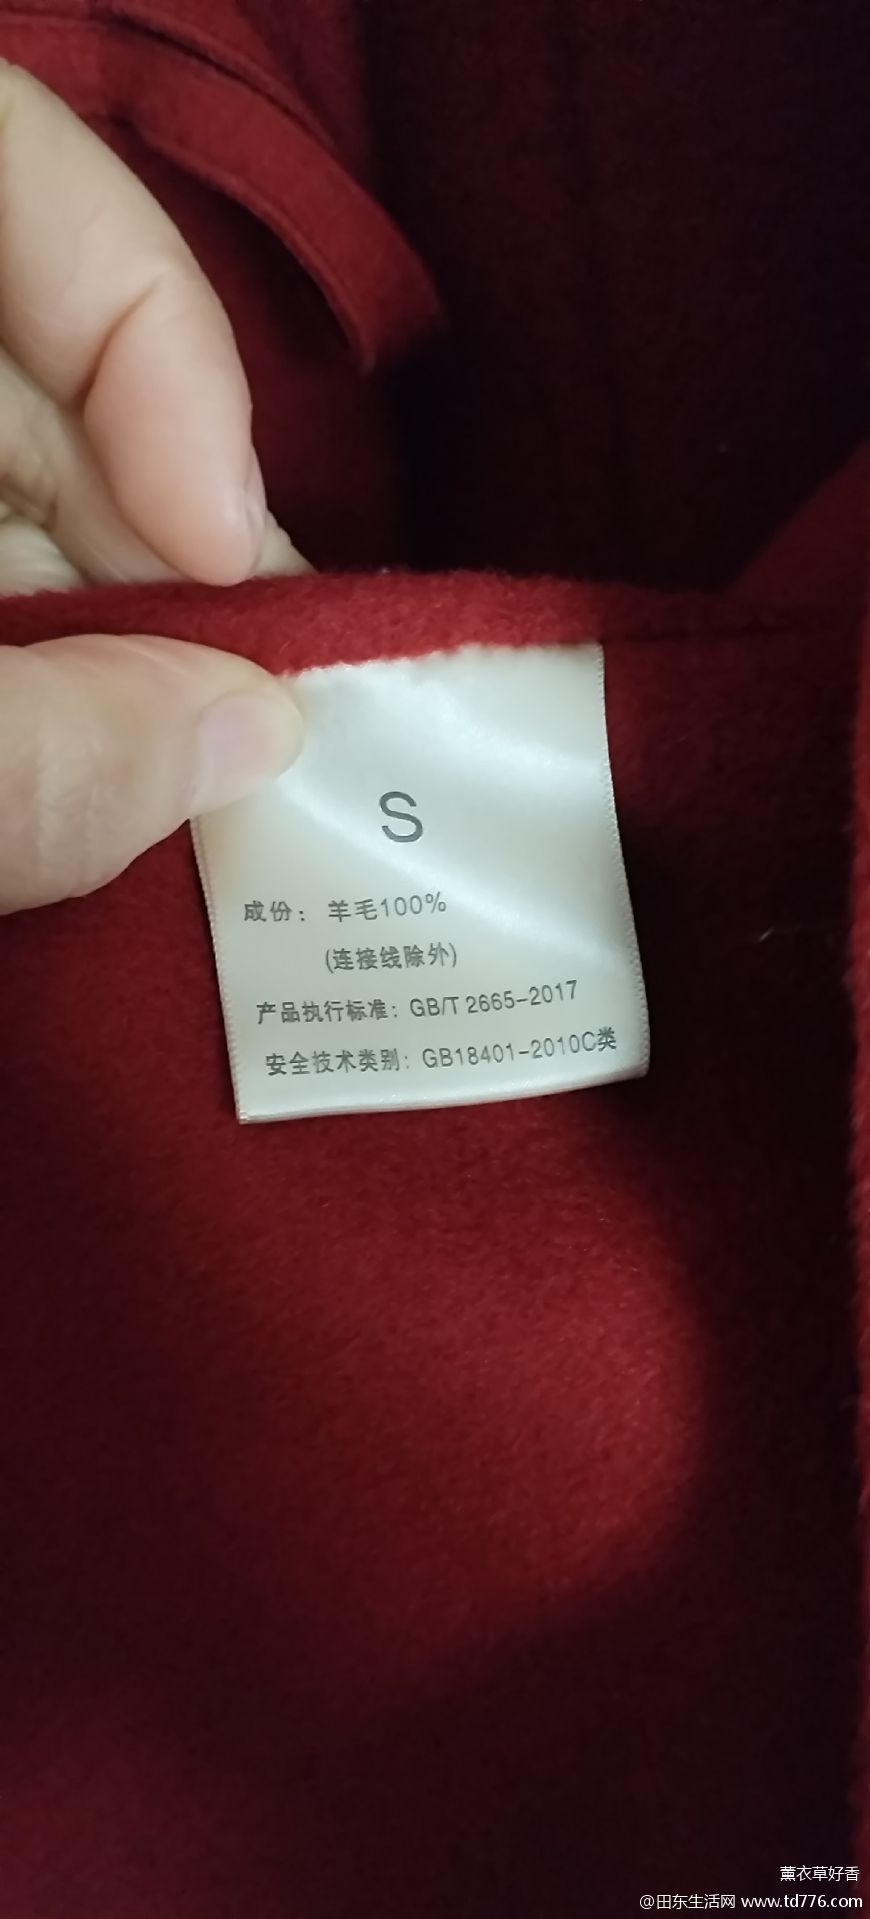 S
成份：羊毛100%
(连接线除外)
产品执行标准：GB/T 2665-2017
安全技术类别：GB18401-2010C类
薰衣草好香
@田东生活网 www.td776.com